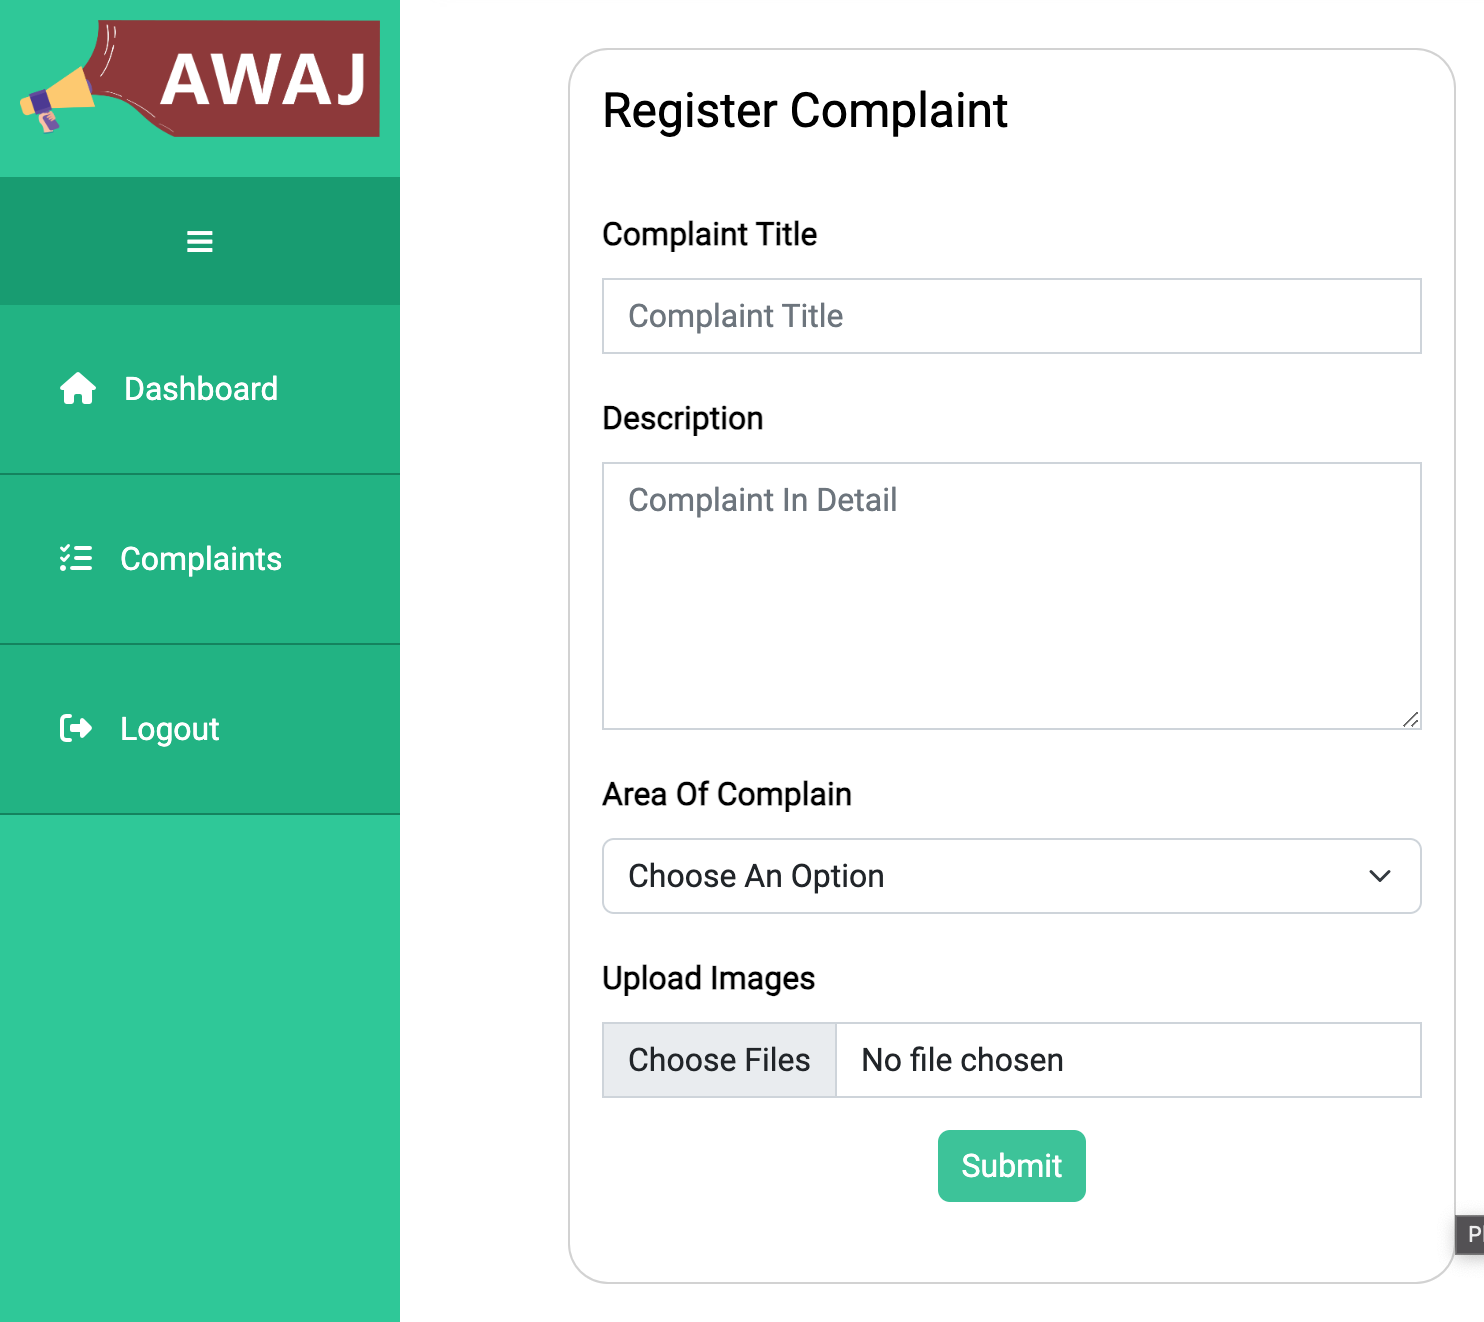 AWAJ
Dashboard
Complaints
Logout
Register Complaint
Complaint Title
Complaint Title
Description
Complaint In Detail
Area Of Complain
Choose An Option
Upload Images
Choose Files No file chosen
Submit